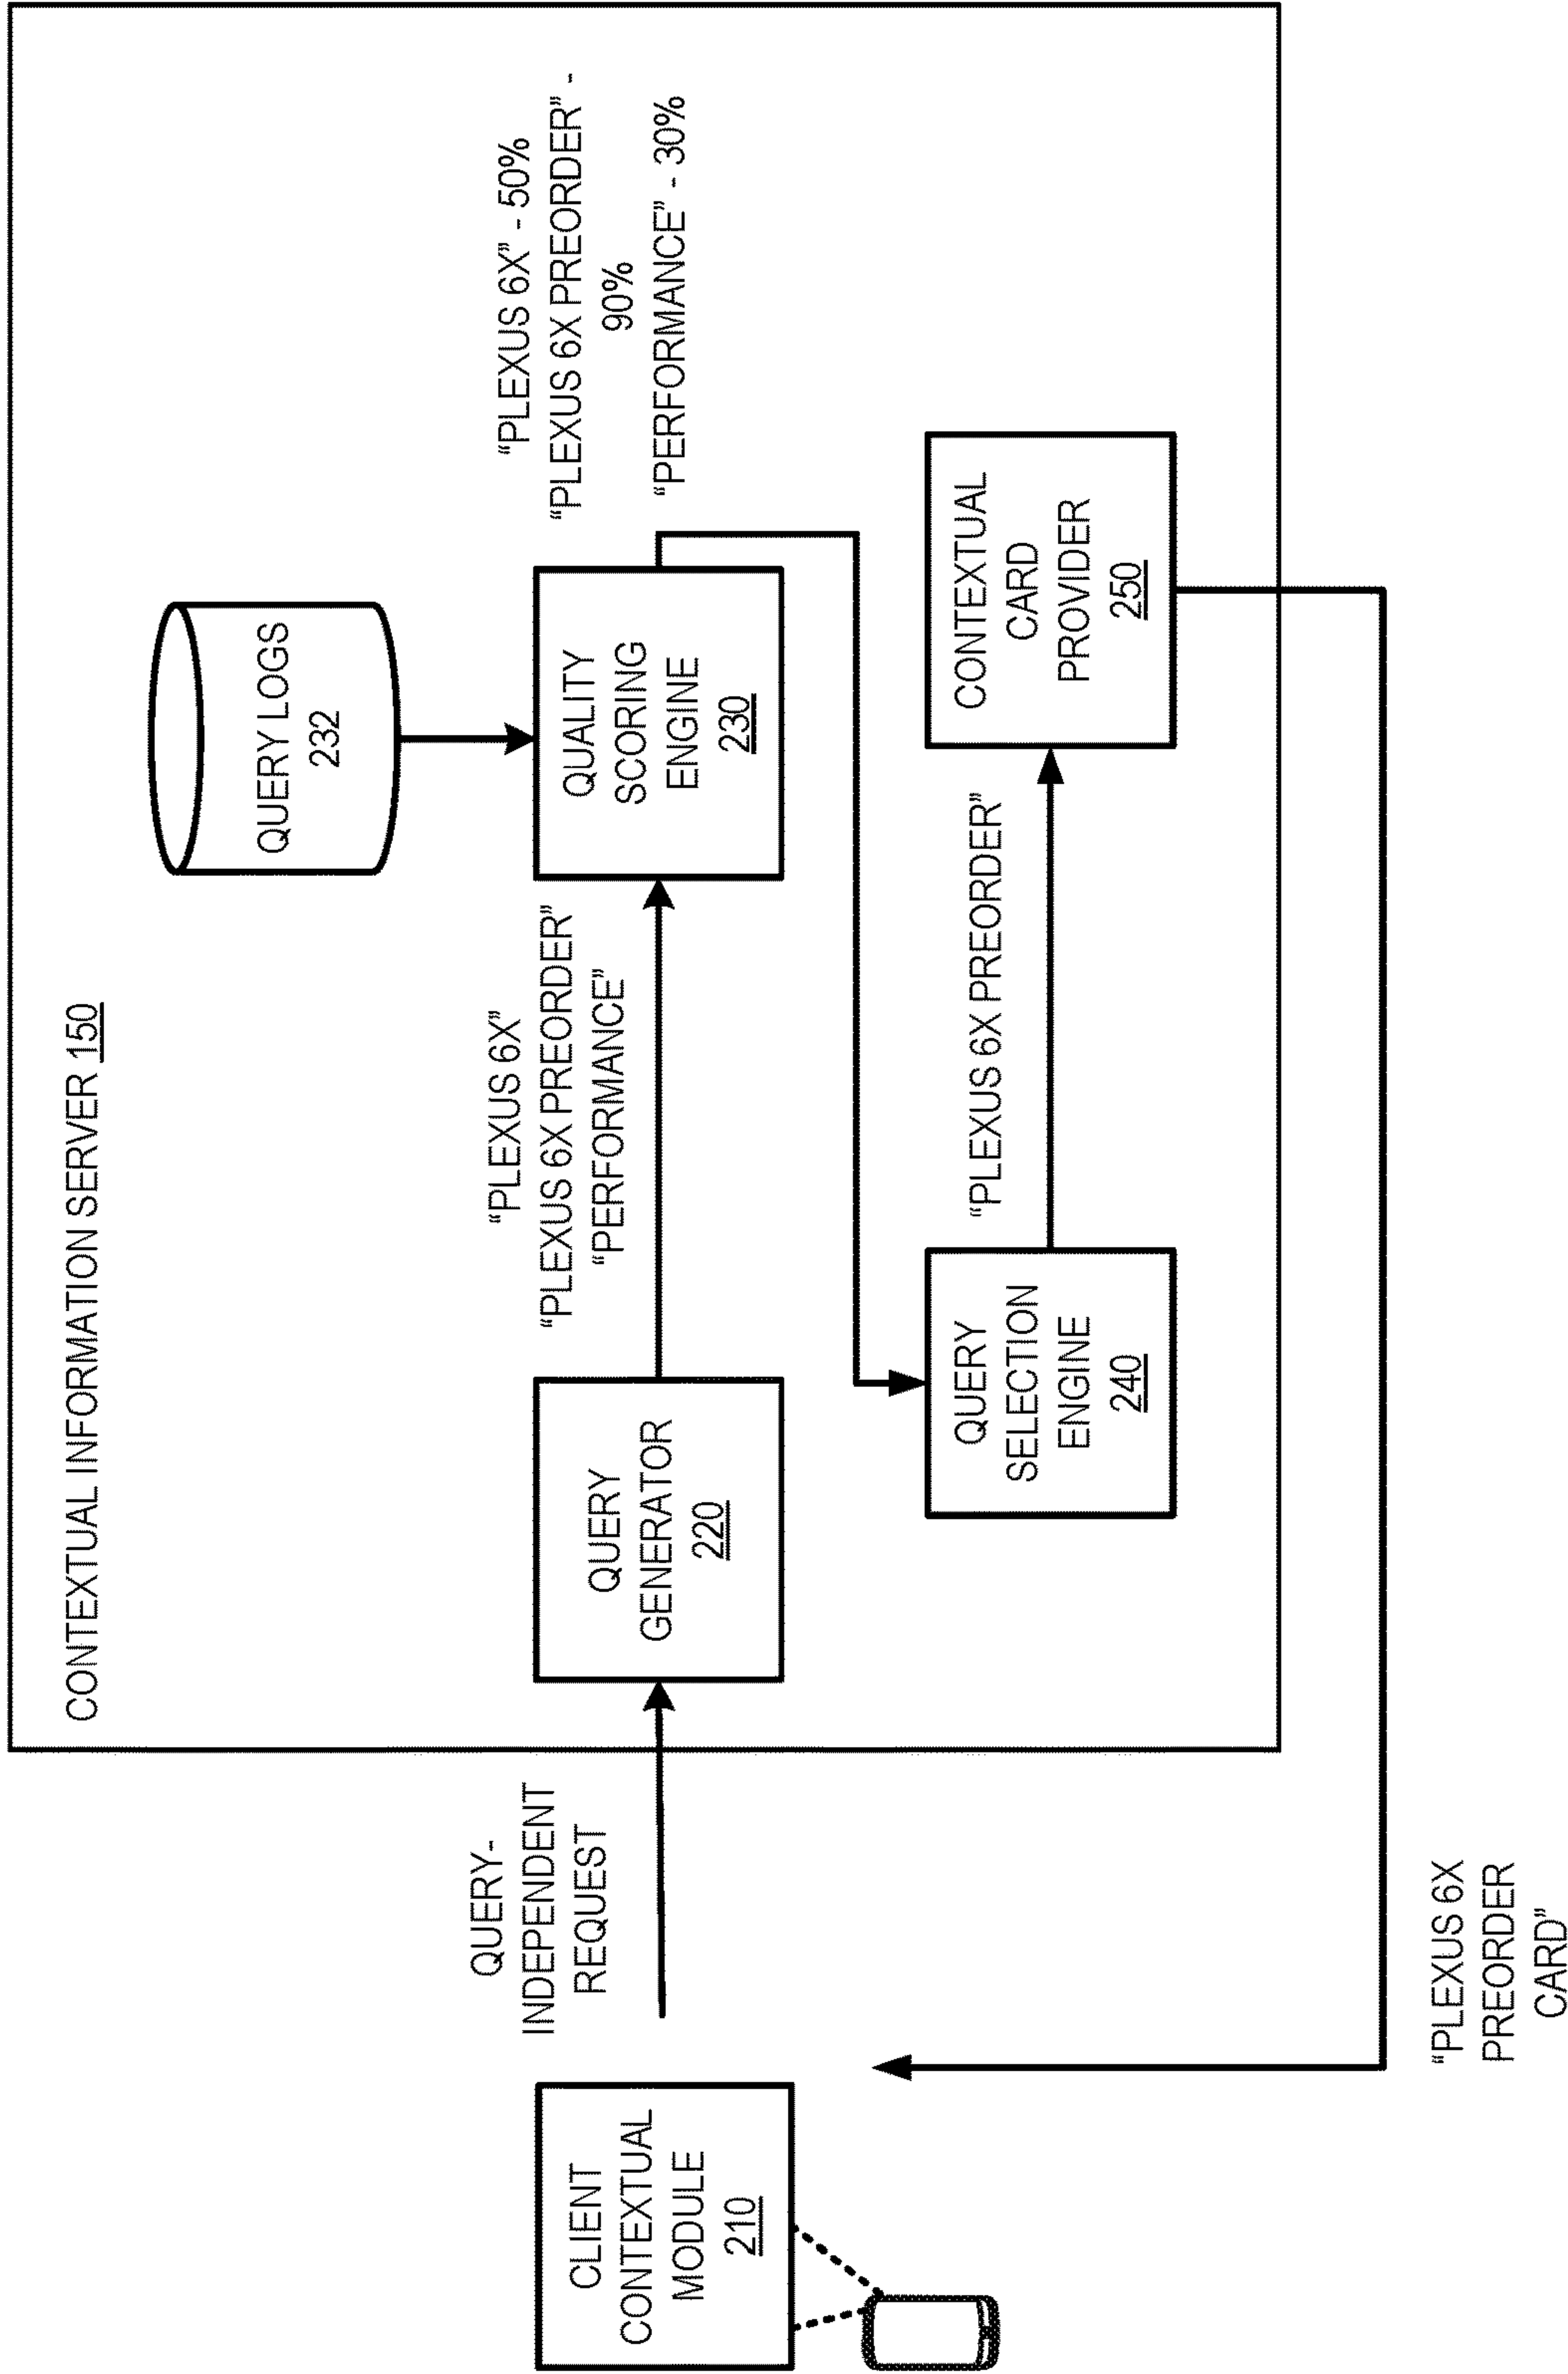 CONTEXTUAL INFORMATION SERVER 150
QUERY LOGS
232
QUERY-
INDEPENDENT
REQUEST
"PLEXUS 6X"
"PLEXUS 6X PREORDER"
"PERFORMANCE"
"PLEXUS 6X" - 50%
"PLEXUS 6X PREORDER" -
90%
"PERFORMANCE" - 30%
CLIENT
CONTEXTUAL
MODULE
210
QUERY
GENERATOR
220
QUALITY
SCORING
ENGINE
230
QUERY
SELECTION
ENGINE
240
"PLEXUS 6X PREORDER"
CONTEXTUAL
CARD
PROVIDER
250
"PLEXUS 6X
PREORDER
CARD"